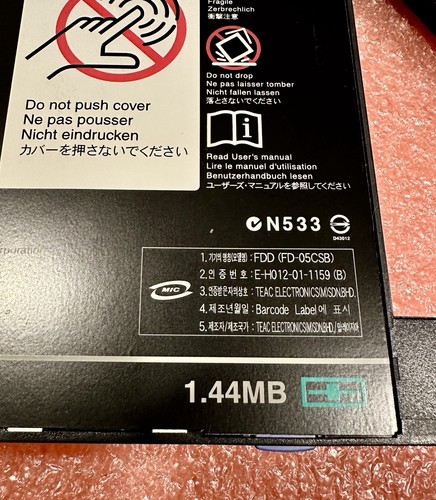 Fragile
Zerbrechlich
衝撃注意
Do not drop
Ne pas laisser tomber
Nicht fallen lassen
落とさないでください
Do not push cover
Ne pas pousser
Nicht eindrucken
カバーを押さないでください
i
Read User's manual
Lire le manuel d'utilisation
Benutzerhandbuch lesen
ユーザーズ・マニュアルを参照してください
N533
D43612
orporation
MIC
1. 기기의 명칭(모델명) : FDD (FD-05CSB)
2. 인 증 번 호 : E-H012-01-1159 (B)
3. 인증받은자의상호 : TEAC ELECTRONICS(M)SDN.BHD.
4. 제조년월일 : Barcode Label에 표시
5. 제조자/제조국가 : TEAC ELECTRONICS(M)SDN.BHD./말레이지아
1.44MB